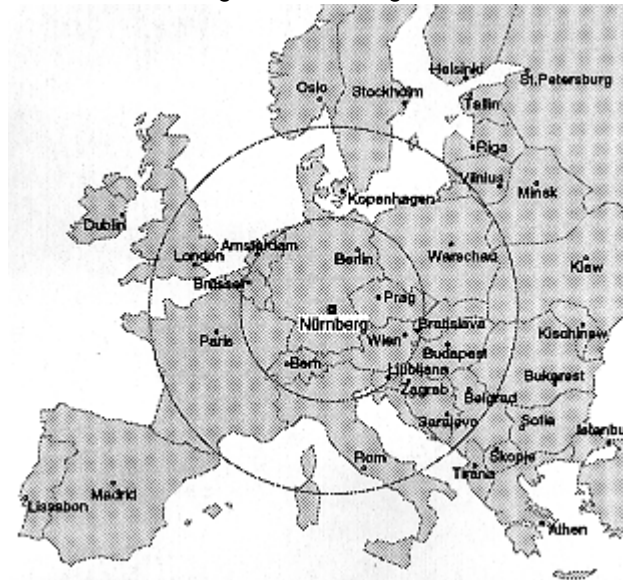 Helsinki
St.Petersburg
Oslo
Stockholm
Tallin
Riga
Vilnius
Minsk
Kopenhagen
Dublin
London
Amsterdam
Berlin
Warschau
Kiew
Brüssel
Prag
Nürnberg
Paris
Wien
Bratislava
Kischinew
Budapest
Bern
Ljubljana
Zagreb
Bukarest
Belgrad
Sarajevo
Sofia
Istanbu
Skopje
Rom
Tirana
Madrid
Lissabon
Athen